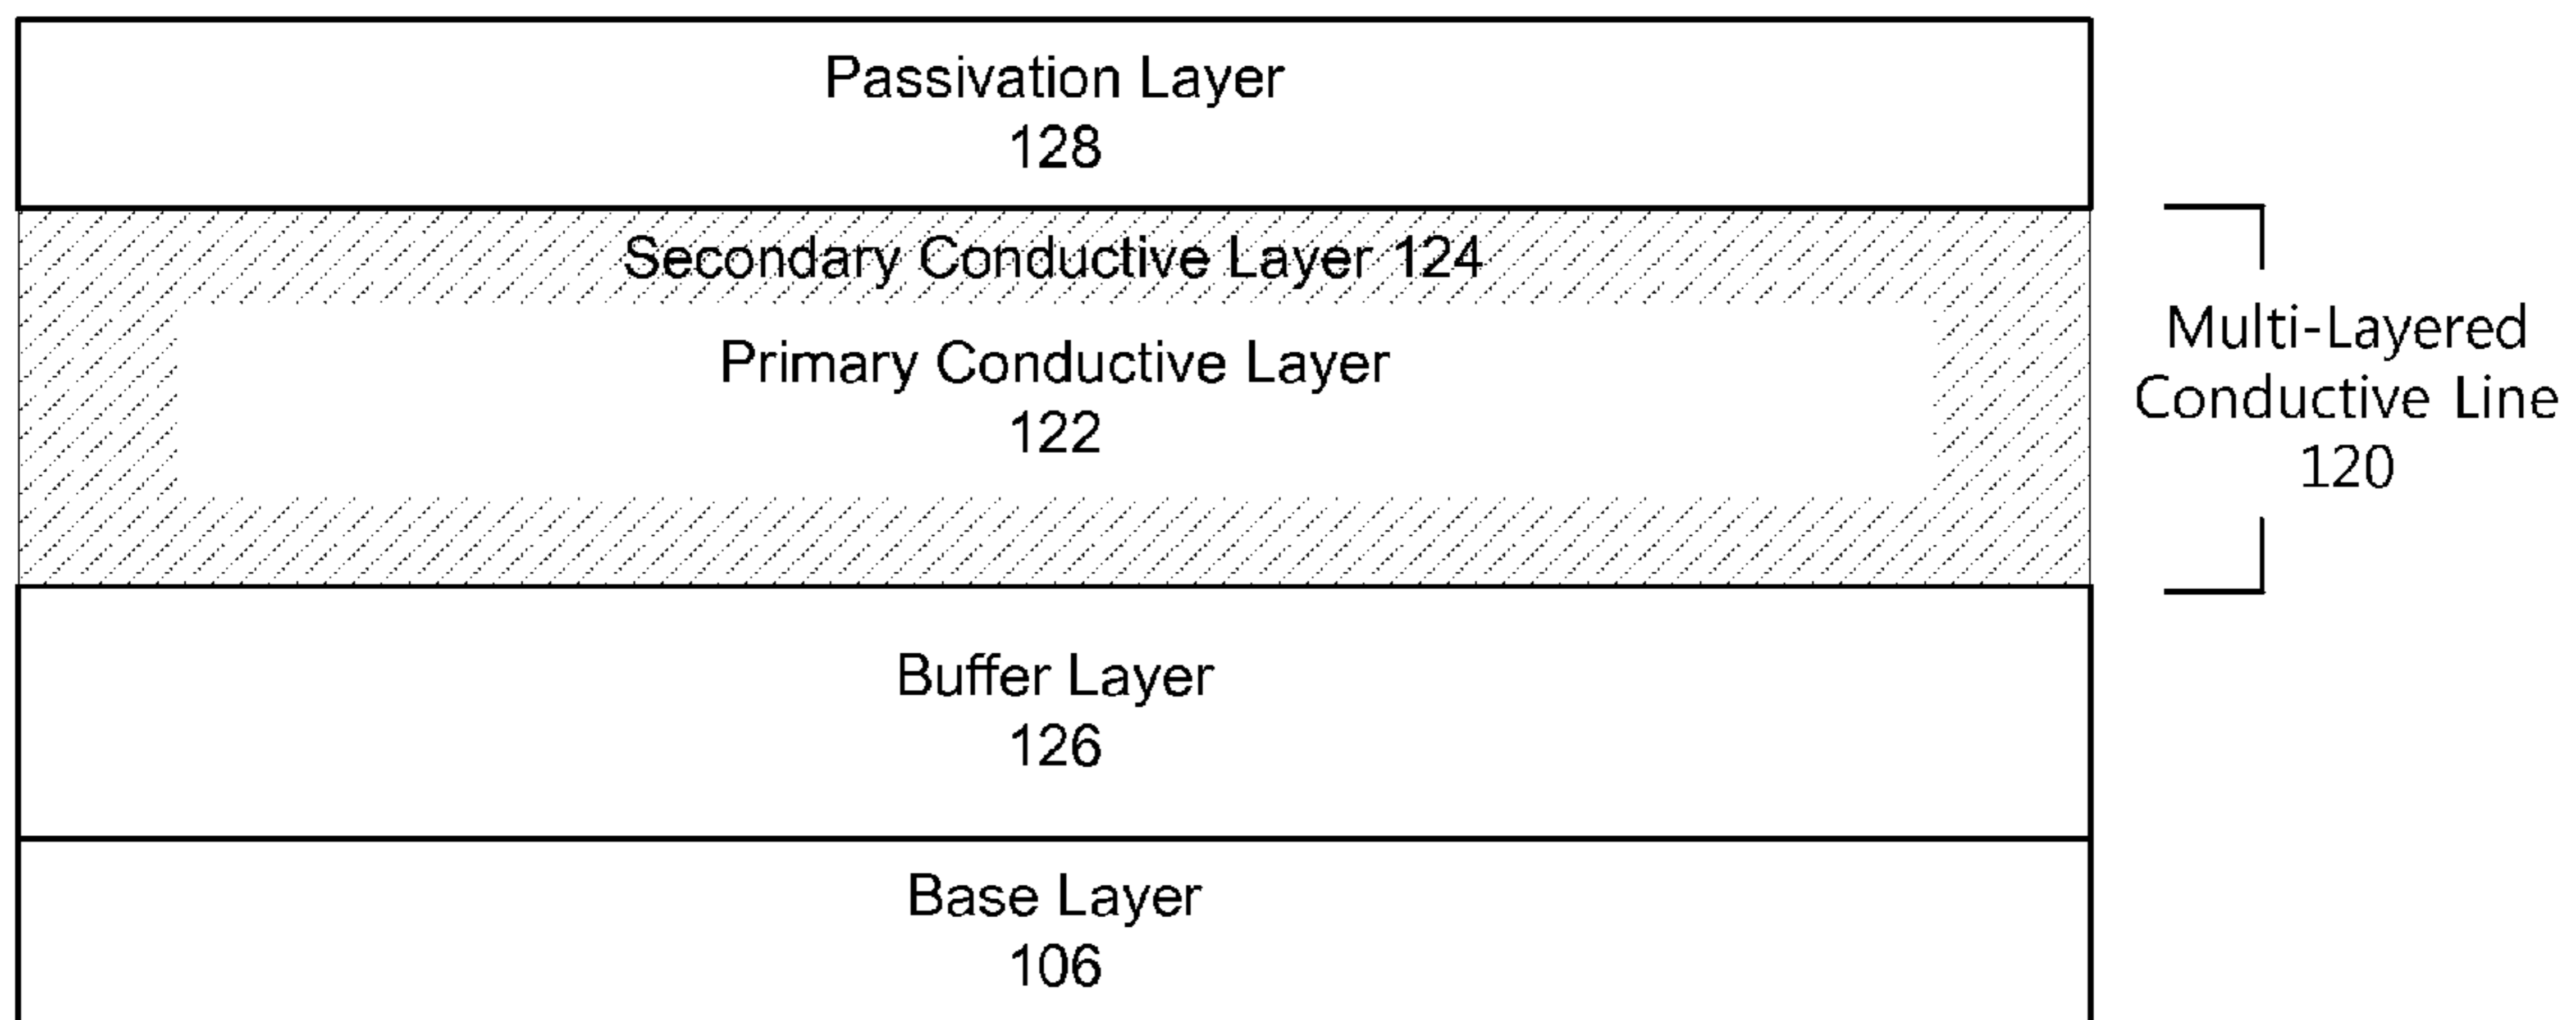 Passivation Layer
128
Secondary Conductive Layer 124
Primary Conductive Layer
122
Multi-Layered
Conductive Line
120
Buffer Layer
126
Base Layer
106